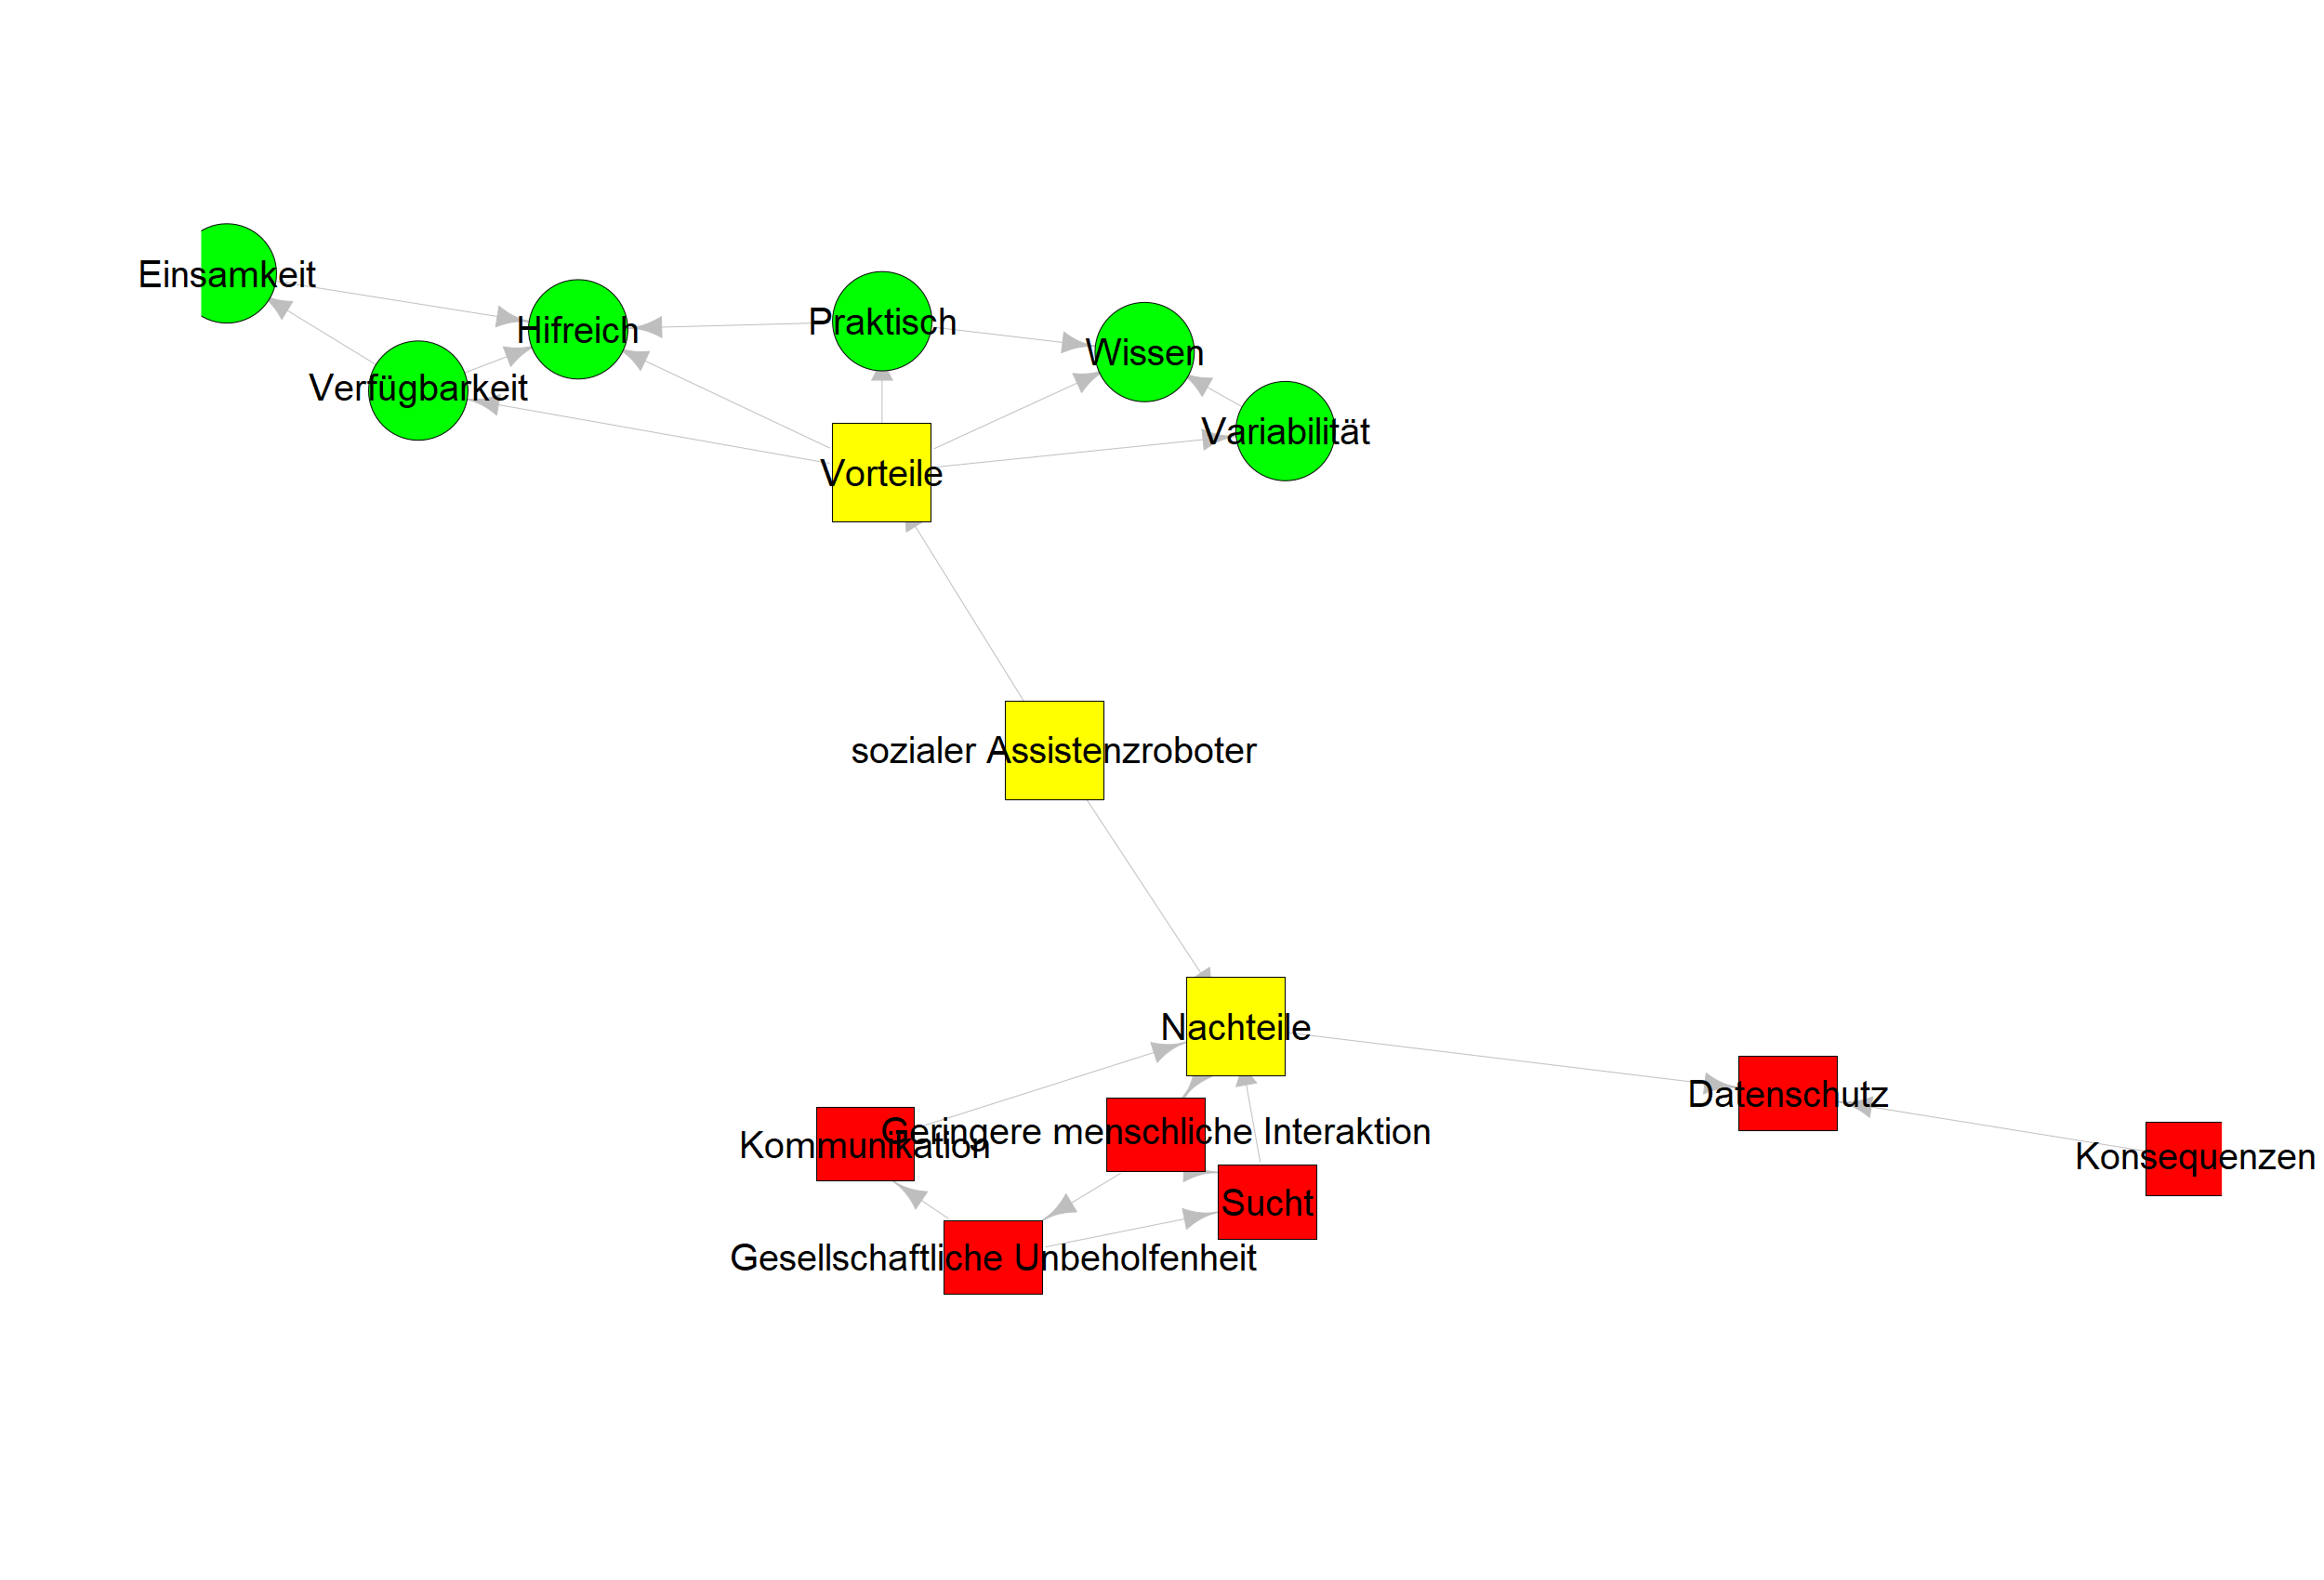 Einsamkeit
Hifreich
Praktisch
Wissen
Verfügbarkeit
Variabilität
Vorteile
sozialer Assistenzroboter
Nachteile
Datenschutz
Geringere menschliche Interaktion
Kommunikation
Konsequenzen
Sucht
Gesellschaftliche Unbeholfenheit